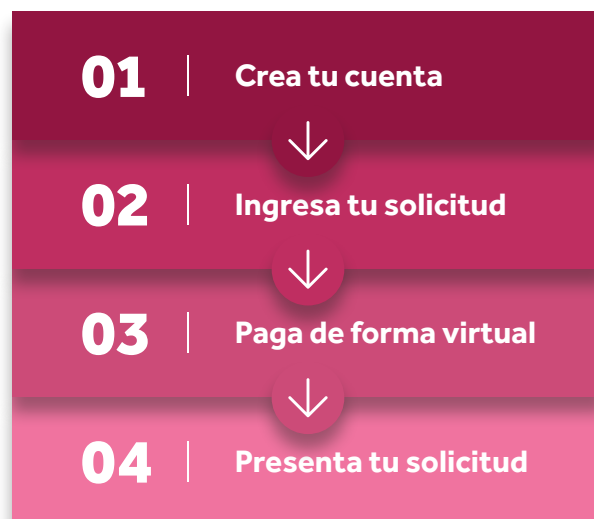 01 Crea tu cuenta
02 Ingresa tu solicitud
03 Paga de forma virtual
04 Presenta tu solicitud